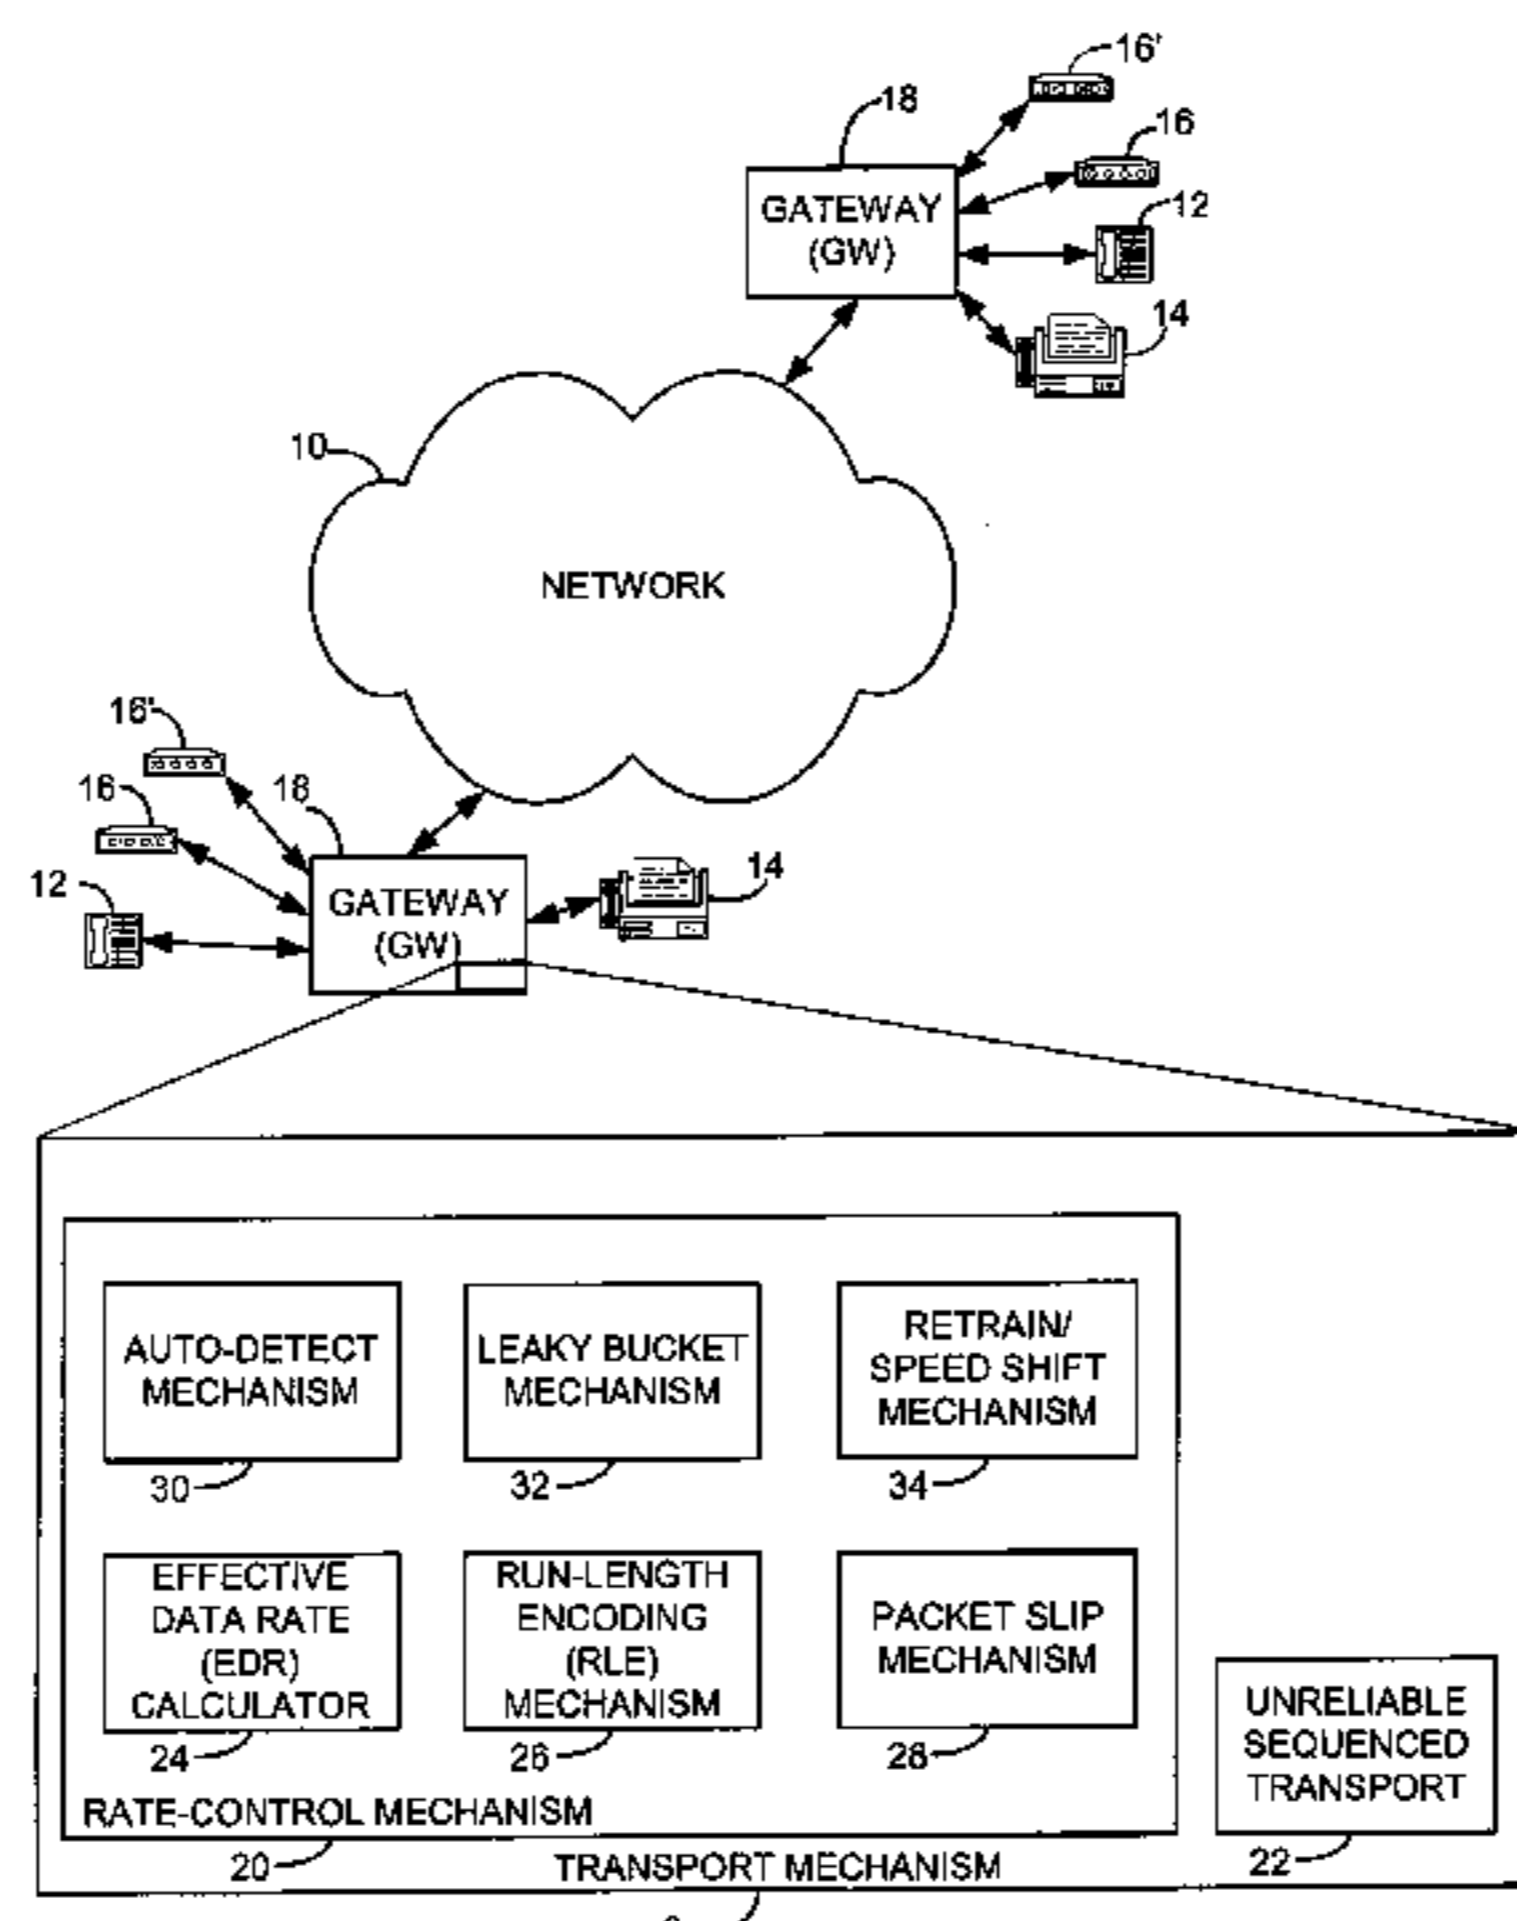 16'
18
16
GATEWAY
(GW)
12
14
10
NETWORK
16'
16
18
12
GATEWAY
(GW)
14
AUTO-DETECT
MECHANISM
30
LEAKY BUCKET
MECHANISM
32
RETRAIN/
SPEED SHIFT
MECHANISM
34
EFFECTIVE
DATA RATE
(EDR)
CALCULATOR
24
RUN-LENGTH
ENCODING
(RLE)
MECHANISM
26
PACKET SLIP
MECHANISM
28
UNRELIABLE
SEQUENCED
TRANSPORT
22
RATE-CONTROL MECHANISM
20
TRANSPORT MECHANISM